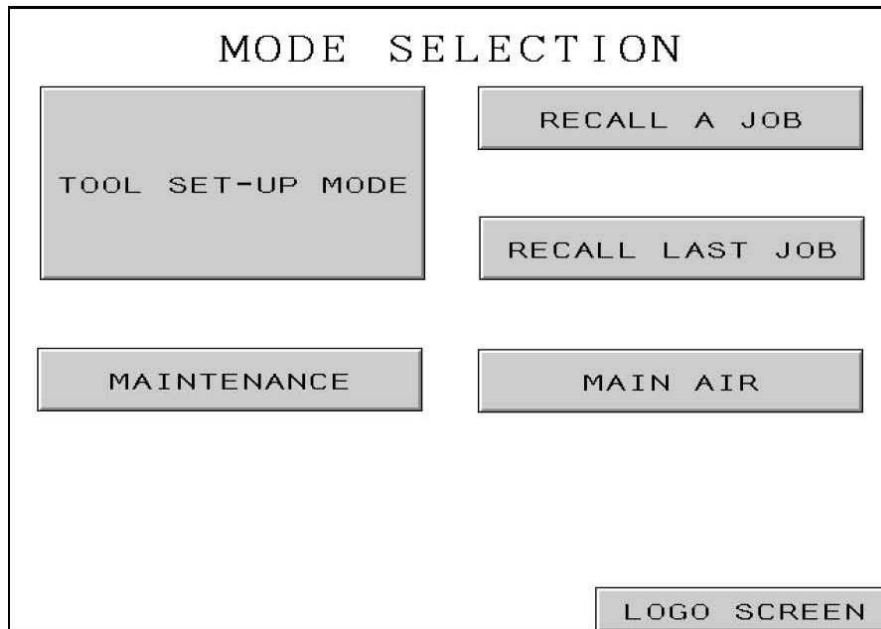 MODE SELECTION
TOOL SET-UP MODE
RECALL A JOB
RECALL LAST JOB
MAINTENANCE
MAIN AIR
LOGO SCREEN